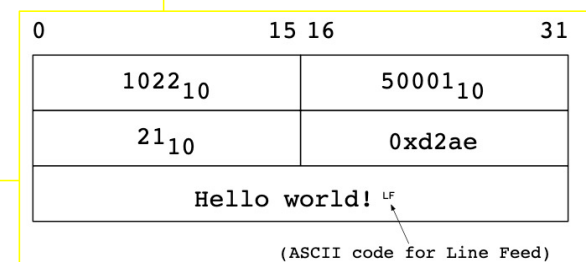 0 15 16 31
1022₁₀ 50001₁₀
21₁₀ 0xd2ae
Hello world! LF
(ASCII code for Line Feed)